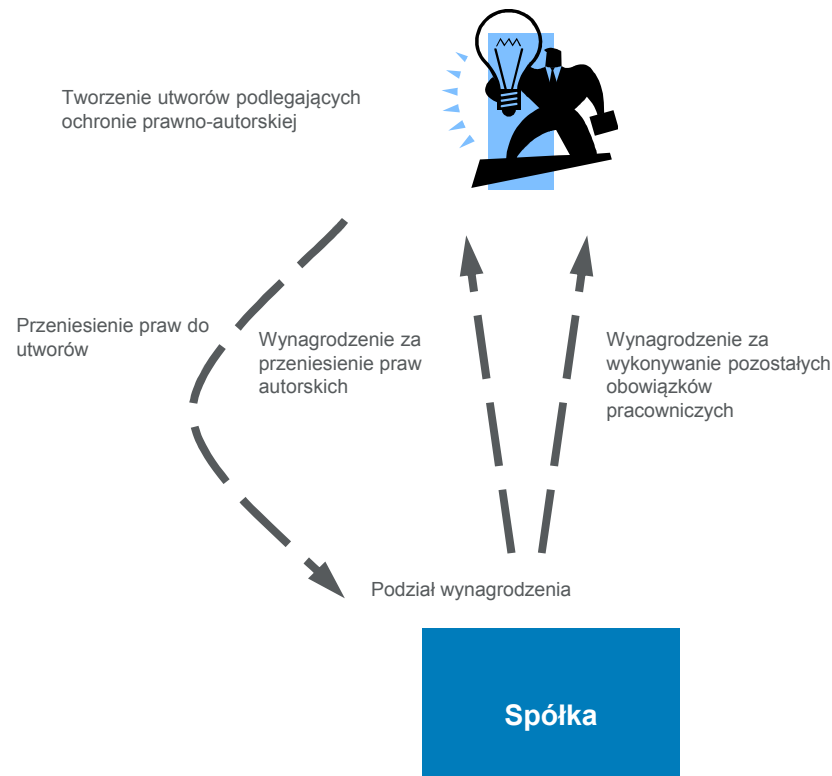 Tworzenie utworów podlegających
ochronie prawno-autorskiej
Przeniesienie praw do
utworów
Wynagrodzenie za
przeniesienie praw
autorskich
Wynagrodzenie za
wykonywanie pozostałych
obowiązków
pracowniczych
Podział wynagrodzenia
Spółka